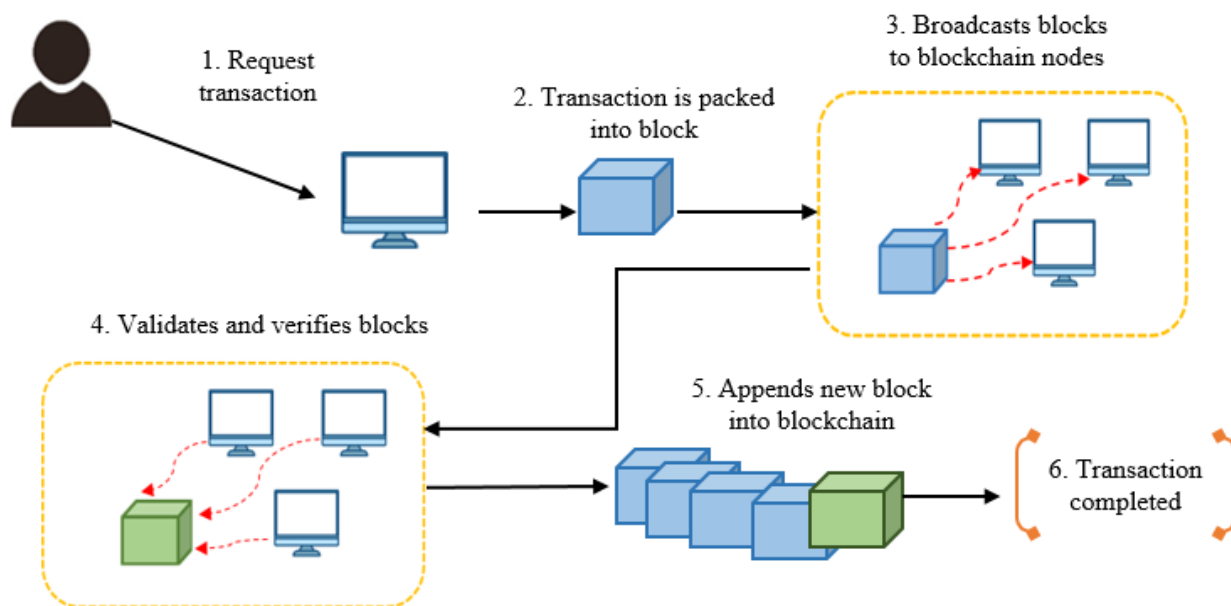 1. Request
transaction
2. Transaction is packed
into block
3. Broadcasts blocks
to blockchain nodes
4. Validates and verifies blocks
5. Appends new block
into blockchain
6. Transaction
completed